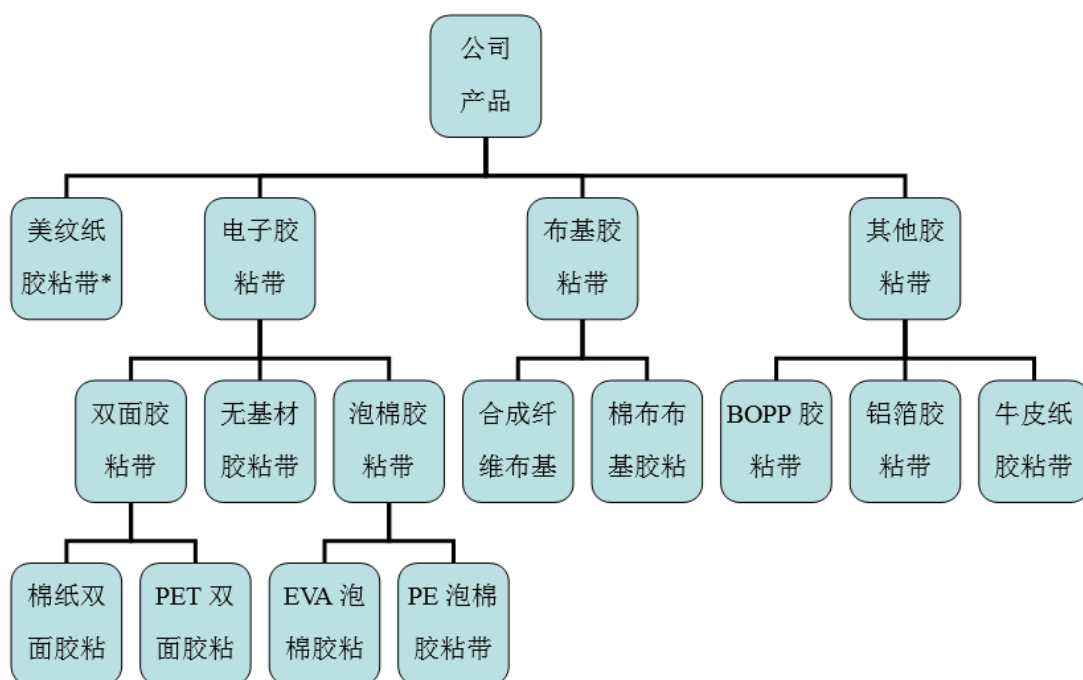 公司
产品
美纹纸
胶粘带*
电子胶
粘带
布基胶
粘带
其他胶
粘带
双面胶
粘带
无基材
胶粘带
泡棉胶
粘带
合成纤
维布基
棉布布
基胶粘
BOPP 胶
粘带
铝箔胶
粘带
牛皮纸
胶粘带
棉纸双
面胶粘
PET 双
面胶粘
EVA 泡
棉胶粘
PE 泡棉
胶粘带